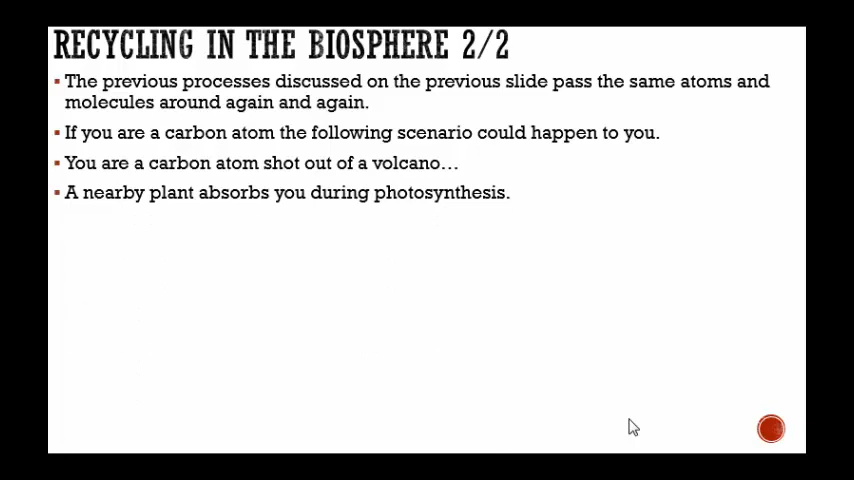 RECYCLING IN THE BIOSPHERE 2/2
▪ The previous processes discussed on the previous slide pass the same atoms and
molecules around again and again.
▪ If you are a carbon atom the following scenario could happen to you.
▪ You are a carbon atom shot out of a volcano…
▪ A nearby plant absorbs you during photosynthesis.